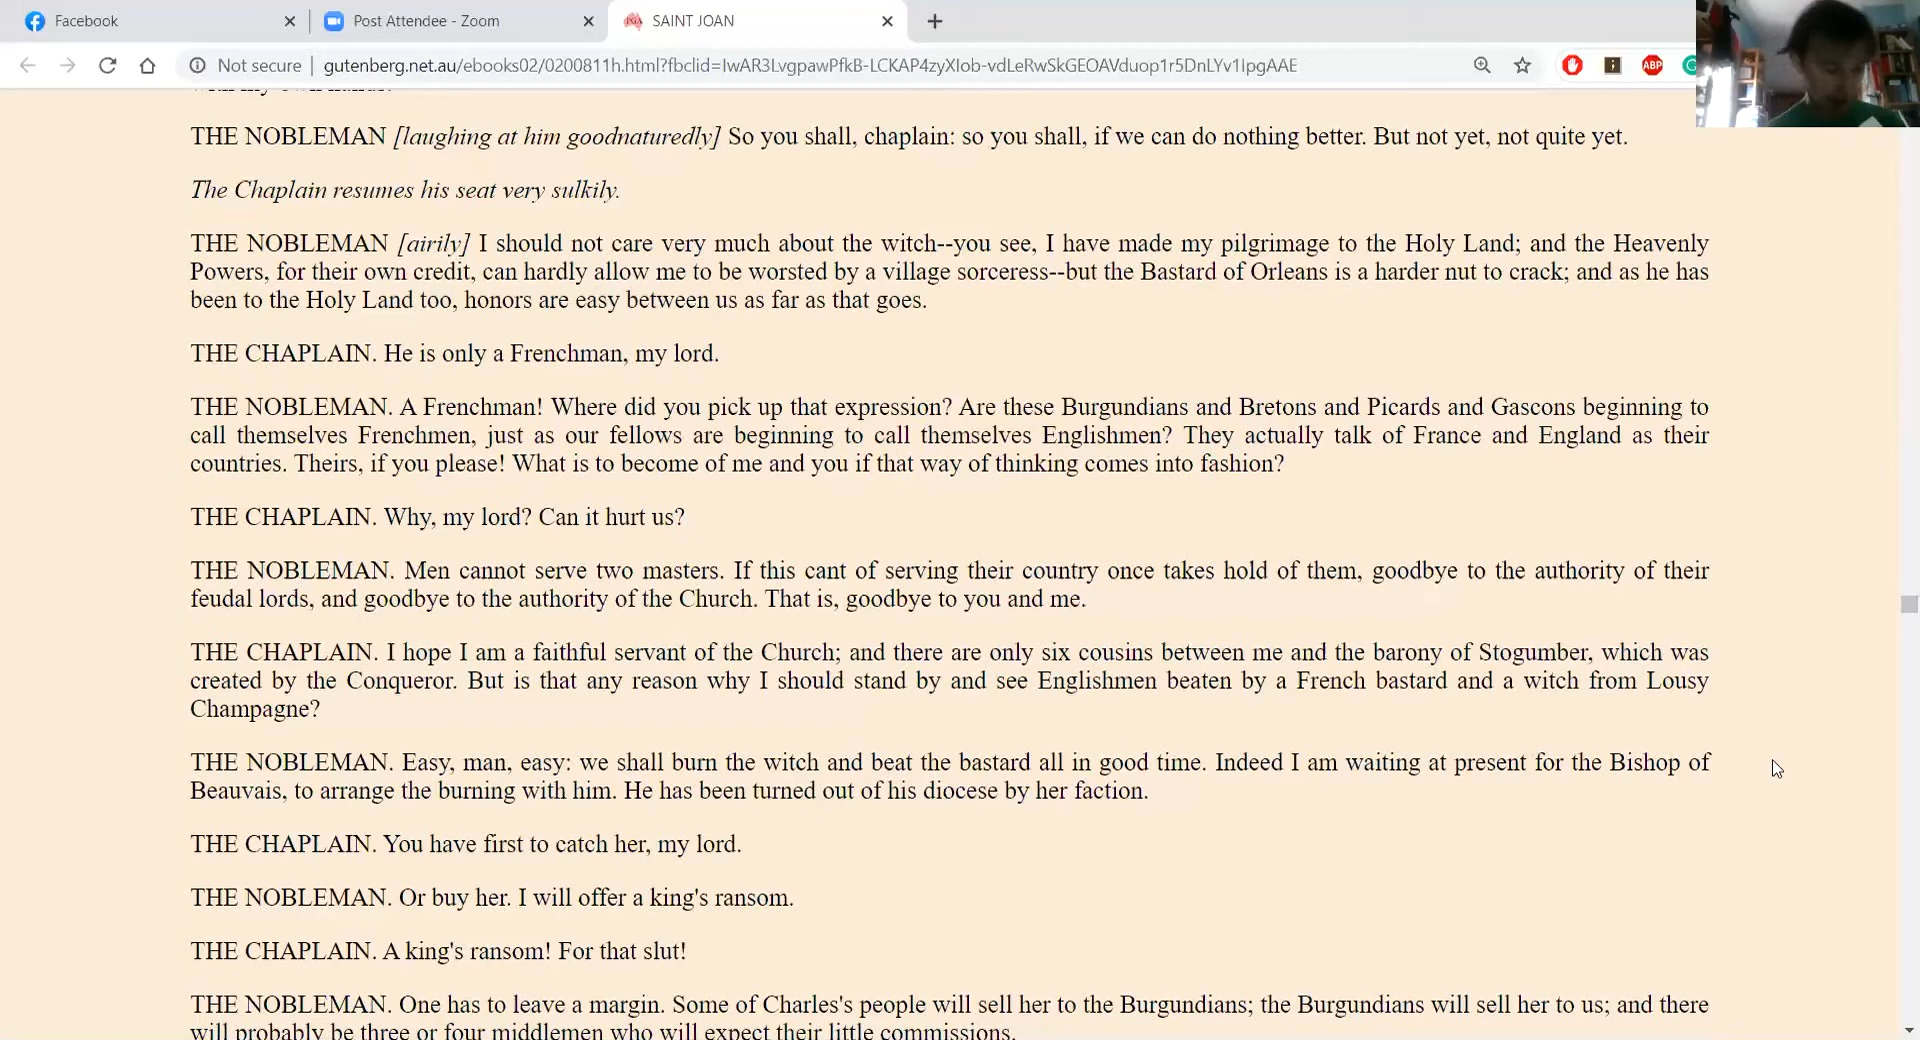 Facebook
Post Attendee - Zoom
SAINT JOAN
Not secure | gutenberg.net.au/ebooks02/0200811h.html?fbclid=IwAR3LvgpawPfkB-LCKAP4zyXIob-vdLeRwSkGEOAVduop1r5DnLYv1IpgAAE
ABP
with my own hands.
THE NOBLEMAN [laughing at him goodnaturedly] So you shall, chaplain: so you shall, if we can do nothing better. But not yet, not quite yet.
The Chaplain resumes his seat very sulkily.
THE NOBLEMAN [airily] I should not care very much about the witch--you see, I have made my pilgrimage to the Holy Land; and the Heavenly
Powers, for their own credit, can hardly allow me to be worsted by a village sorceress--but the Bastard of Orleans is a harder nut to crack; and as he has
been to the Holy Land too, honors are easy between us as far as that goes.
THE CHAPLAIN. He is only a Frenchman, my lord.
THE NOBLEMAN. A Frenchman! Where did you pick up that expression? Are these Burgundians and Bretons and Picards and Gascons beginning to
call themselves Frenchmen, just as our fellows are beginning to call themselves Englishmen? They actually talk of France and England as their
countries. Theirs, if you please! What is to become of me and you if that way of thinking comes into fashion?
THE CHAPLAIN. Why, my lord? Can it hurt us?
THE NOBLEMAN. Men cannot serve two masters. If this cant of serving their country once takes hold of them, goodbye to the authority of their
feudal lords, and goodbye to the authority of the Church. That is, goodbye to you and me.
THE CHAPLAIN. I hope I am a faithful servant of the Church; and there are only six cousins between me and the barony of Stogumber, which was
created by the Conqueror. But is that any reason why I should stand by and see Englishmen beaten by a French bastard and a witch from Lousy
Champagne?
THE NOBLEMAN. Easy, man, easy: we shall burn the witch and beat the bastard all in good time. Indeed I am waiting at present for the Bishop of
Beauvais, to arrange the burning with him. He has been turned out of his diocese by her faction.
THE CHAPLAIN. You have first to catch her, my lord.
THE NOBLEMAN. Or buy her. I will offer a king's ransom.
THE CHAPLAIN. A king's ransom! For that slut!
THE NOBLEMAN. One has to leave a margin. Some of Charles's people will sell her to the Burgundians; the Burgundians will sell her to us; and there
will probably be three or four middlemen who will expect their little commissions.